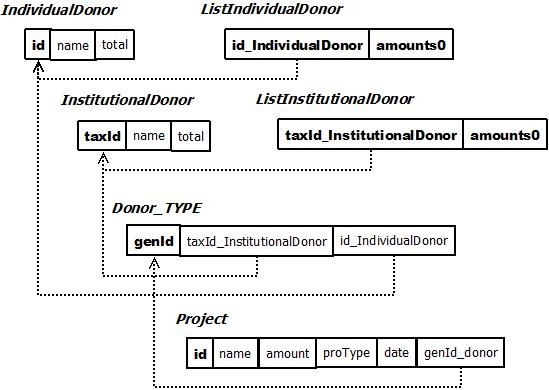 IndividualDonor ListIndividualDonor
id name total id_IndividualDonor amounts0
InstitutionalDonor ListInstitutionalDonor
taxId name total taxId_InstitutionalDonor amounts0
Donor_TYPE
genId taxId_InstitutionalDonor id_IndividualDonor
Project
id name amount proType date genId_donor